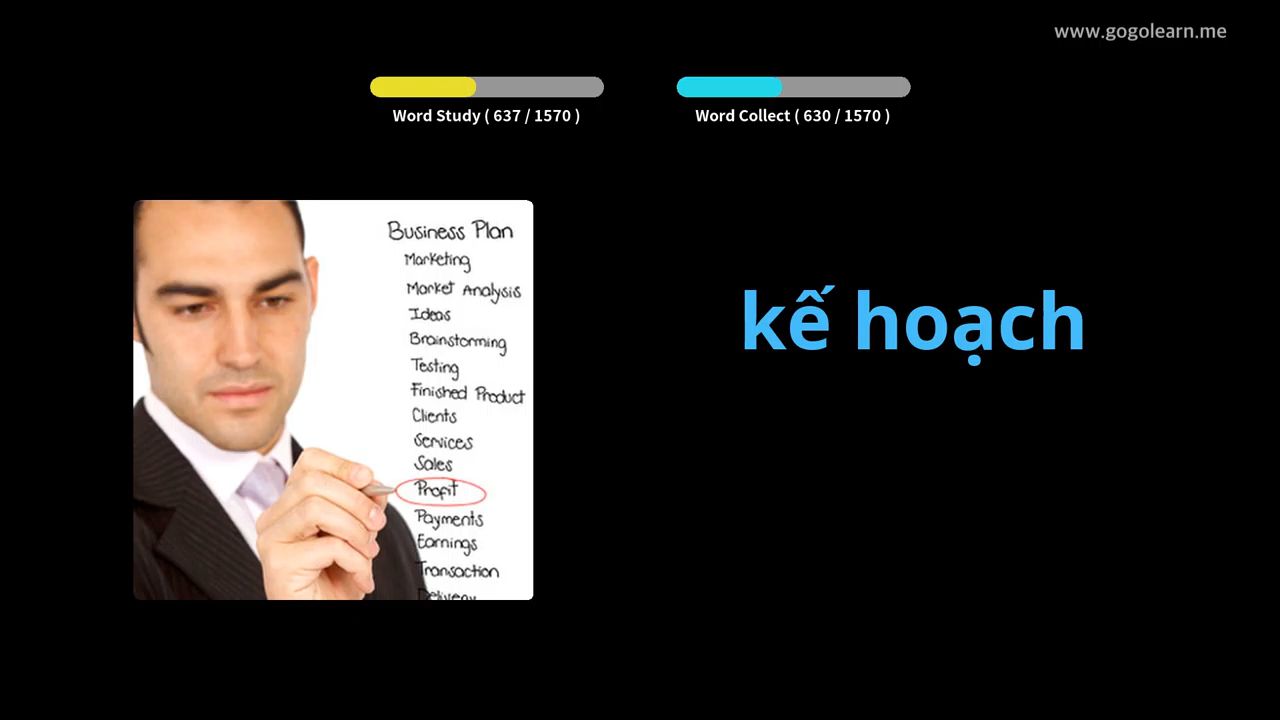 www.gogolearn.me
Word Study ( 637 / 1570 )
Word Collect ( 630 / 1570 )
Business Plan
Marketing
Market Analysis
Ideas
Brainstorming
Testing
Finished Product
Clients
Services
Sales
Profit
Payments
Earnings
Transaction
Delivery
kế hoạch